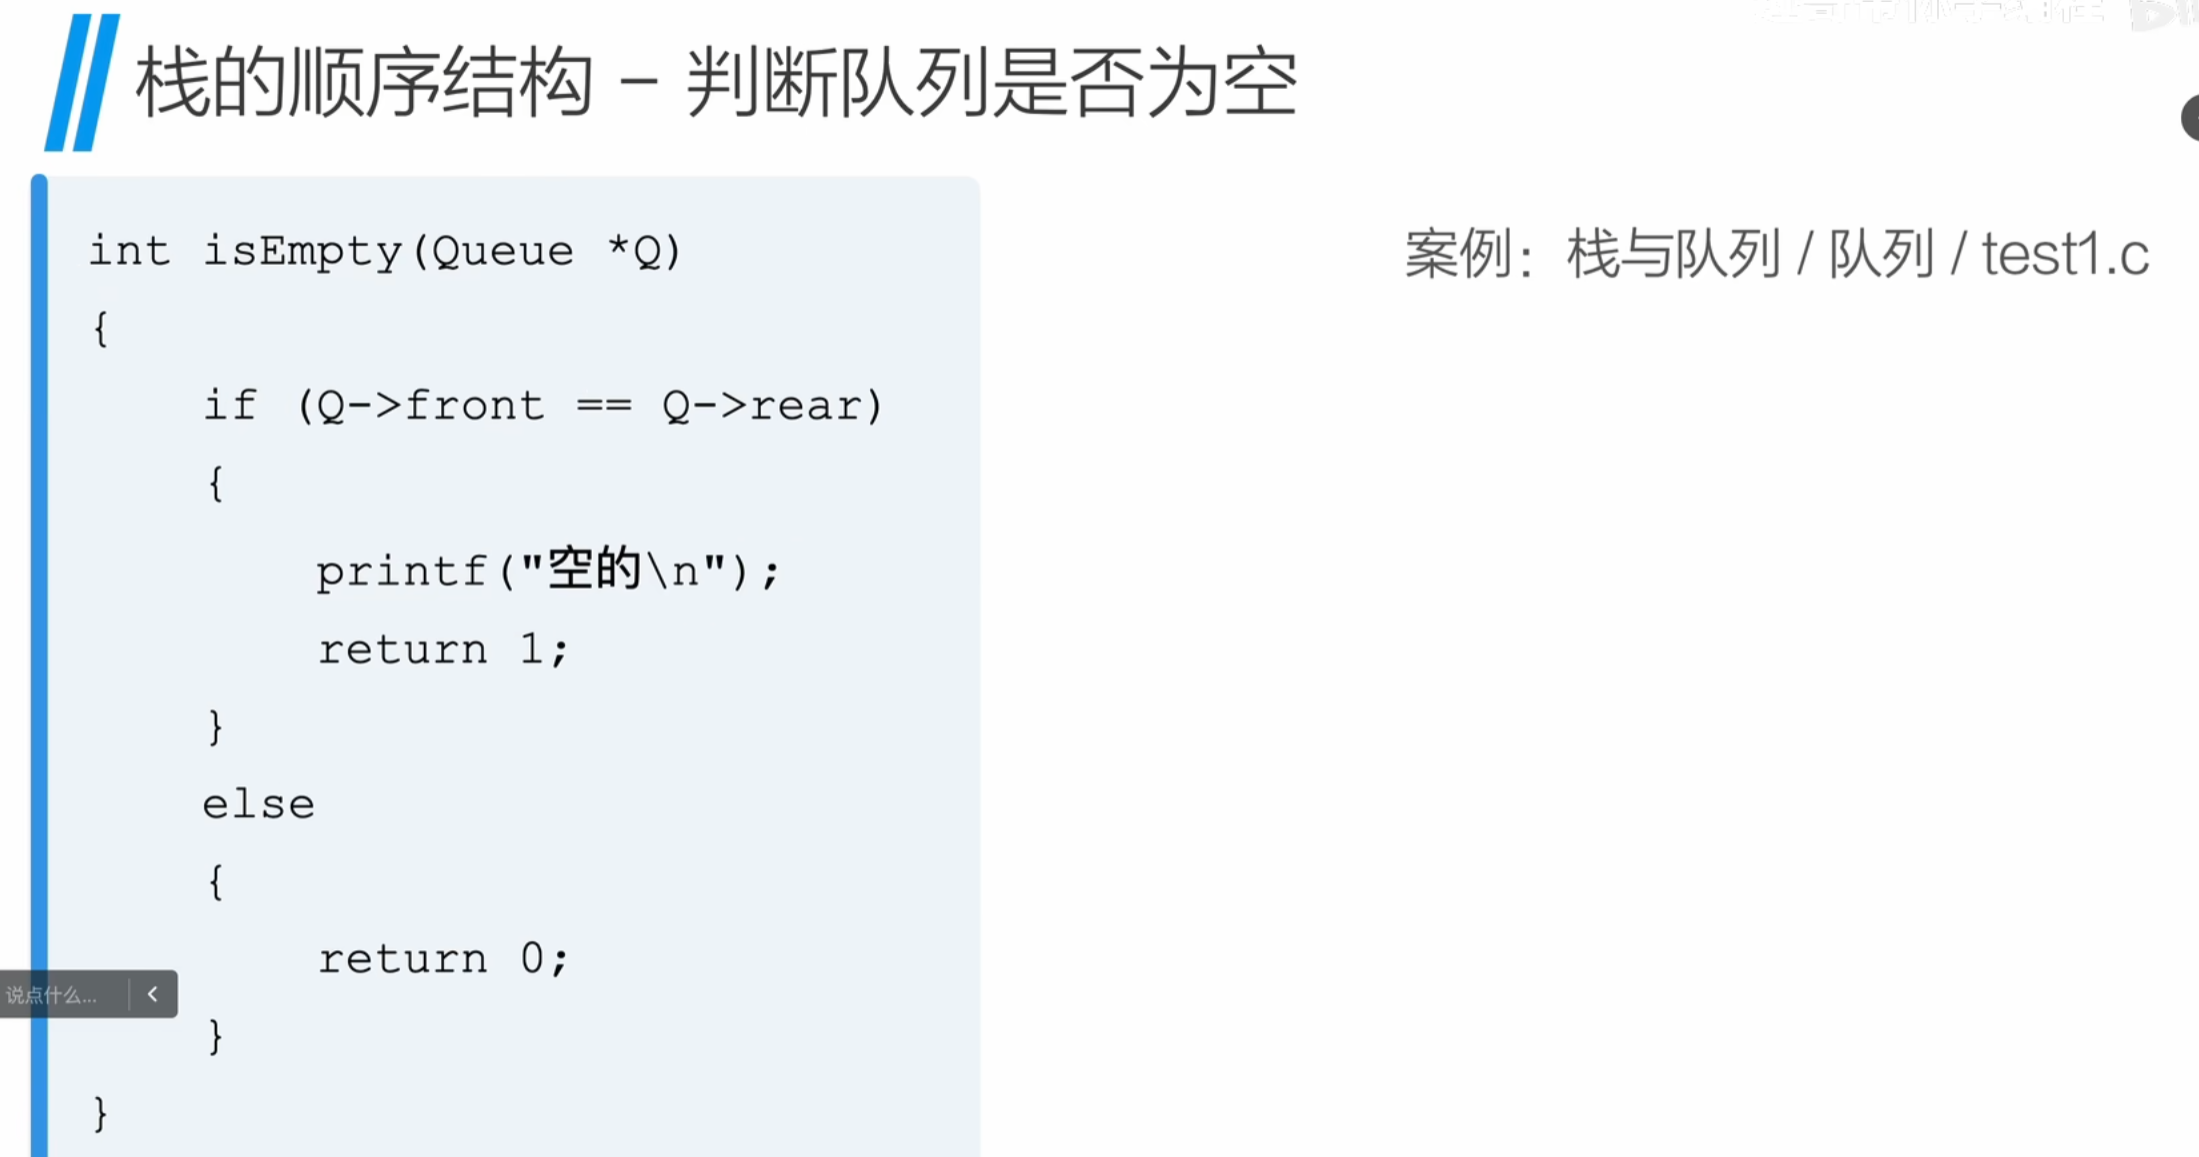 栈的顺序结构 – 判断队列是否为空
案例：栈与队列 / 队列 / test1.c
int isEmpty(Queue *Q)
{
if (Q->front == Q->rear)
{
printf("空的\n");
return 1;
}
else
{
return 0;
}
}
说点什么...